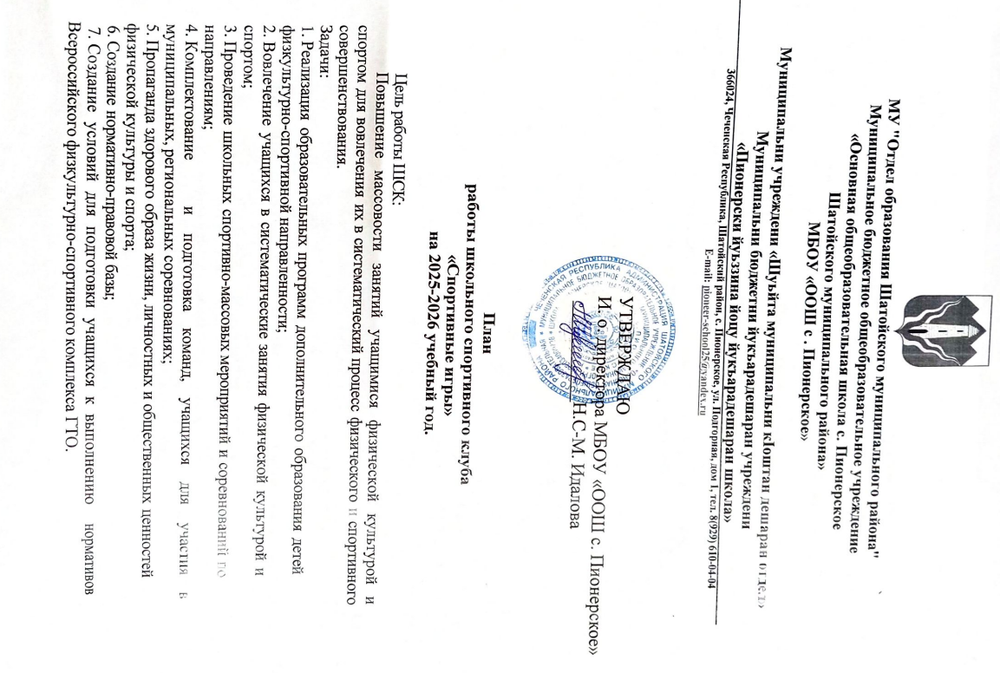 МУ "Отдел образования Шатойского муниципального района"
Муниципальное бюджетное общеобразовательное учреждение
«Основная общеобразовательная школа с. Пионерское
Шатойского муниципального района»
МБОУ «ООШ с . Пионерское»
Муниципальни учреждени «Шуьйта муниципальни кӀоштан дешаран отдел»
Муниципальни бюджетни йукъарадешаран учреждени
«Пионерски йуьззина йоцу йукъарадешаран школа»
366024, Чеченская Республика, Шатойский район, с. Пионерское, ул. Подгорная, дом 1, тел. 8(929) 610-04-04
E-mail: pioneer-school25@yandex.ru
УТВЕРЖДАЮ
И. о. директора МБОУ «ООШ с. Пионерское»
Н.С-М. Идалова
План
работы школьного спортивного клуба
«Спортивные игры»
на 2025-2026 учебный год.
Цель работы ШСК:
Повышение массовости занятий учащимися физической культурой и
спортом для вовлечения их в систематический процесс физического и спортивного
совершенствования.
Задачи:
1. Реализация образовательных программ дополнительного образования детей
физкультурно-спортивной направленности;
2. Вовлечение учащихся в систематические занятия физической культурой и
спортом;
3. Проведение школьных спортивно-массовых мероприятий и соревнований по
направлениям;
4. Комплектование и подготовка команд, учащихся для участия в
муниципальных, региональных соревнованиях;
5. Пропаганда здорового образа жизни, личностных и общественных ценностей
физической культуры и спорта;
6. Создание нормативно-правовой базы;
7. Создание условий для подготовки учащихся к выполнению нормативов
Всероссийского физкультурно-спортивного комплекса ГТО.